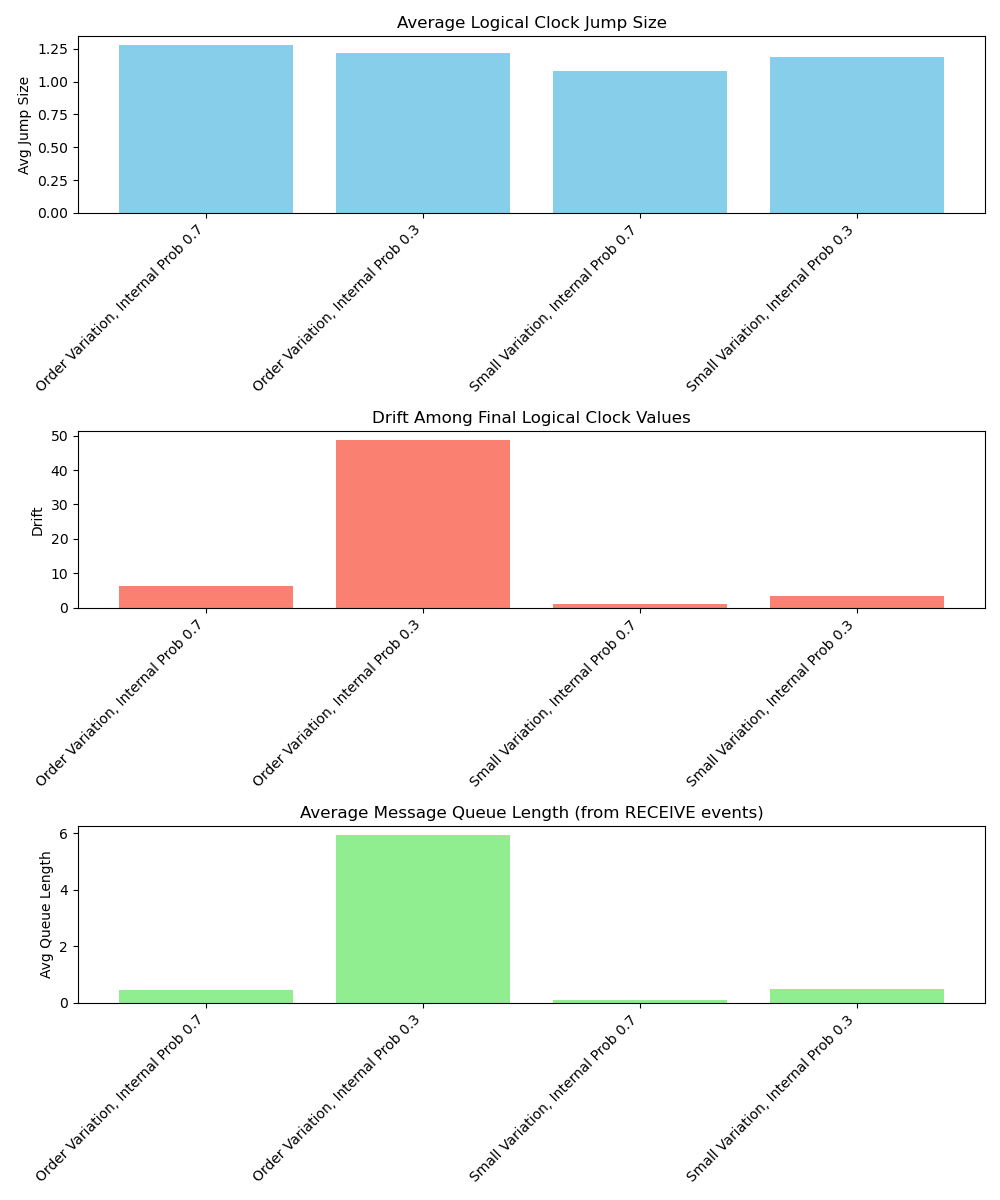 Average Logical Clock Jump Size
Avg Jump Size
1.25
1.00
0.75
0.50
0.25
0.00
Order Variation, Internal Prob 0.7
Order Variation, Internal Prob 0.3
Small Variation, Internal Prob 0.7
Small Variation, Internal Prob 0.3
Drift Among Final Logical Clock Values
Drift
50
40
30
20
10
0
Order Variation, Internal Prob 0.7
Order Variation, Internal Prob 0.3
Small Variation, Internal Prob 0.7
Small Variation, Internal Prob 0.3
Average Message Queue Length (from RECEIVE events)
Avg Queue Length
6
4
2
0
Order Variation, Internal Prob 0.7
Order Variation, Internal Prob 0.3
Small Variation, Internal Prob 0.7
Small Variation, Internal Prob 0.3